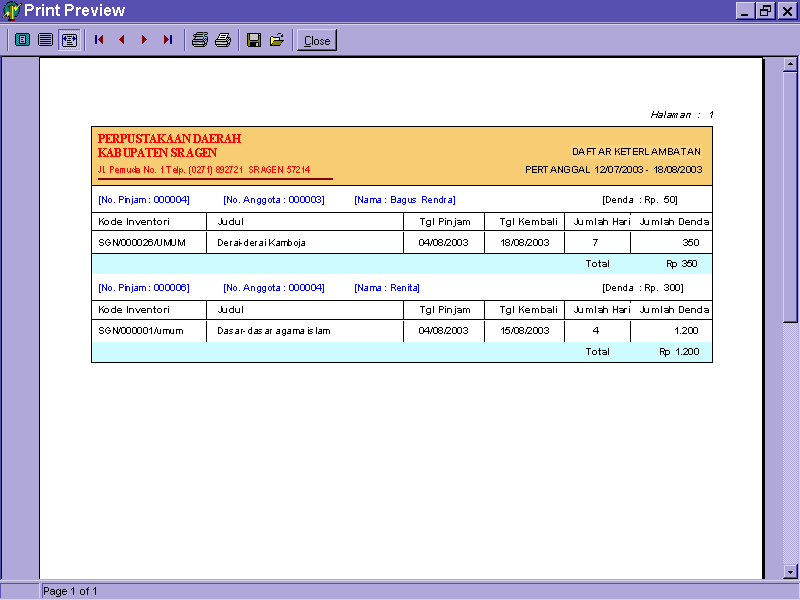 Print Preview
Close
Halaman : 1
PERPUSTAKAAN DAERAH
KABUPATEN SRAGEN
DAFTAR KETERLAMBATAN
Jl. Pemuda No. 1 Telp. (0271) 892721 SRAGEN 57214
PERTANGGAL 12/07/2003 - 18/08/2003
[No. Pinjam : 000004] [No. Anggota : 000003] [Nama : Bagus Rendra] [Denda : Rp. 50]
Kode Inventori Judul Tgl Pinjam Tgl Kembali Jumlah Hari Jumlah Denda
SGN/000026/UMUM Derai-derai Kamboja 04/08/2003 18/08/2003 7 350
Total Rp 350
[No. Pinjam : 000006] [No. Anggota : 000004] [Nama : Renita] [Denda : Rp. 300]
Kode Inventori Judul Tgl Pinjam Tgl Kembali Jumlah Hari Jumlah Denda
SGN/000001/umum Dasar-dasar agama islam 04/08/2003 15/08/2003 4 1.200
Total Rp 1.200
Page 1 of 1